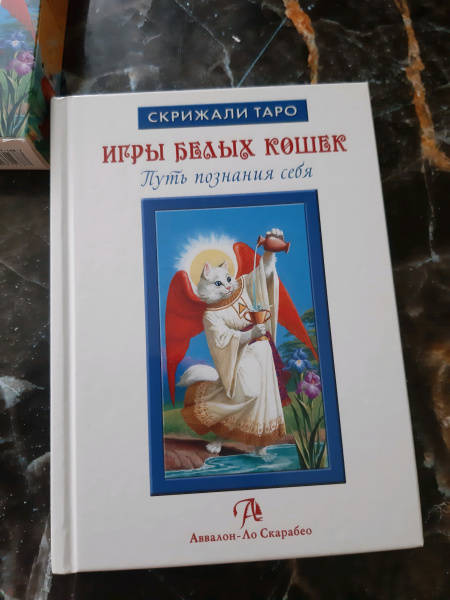 СКРИЖАЛИ ТАРО
ИГРЫ БЕЛЫХ КОШЕК
Путь познания себя
Аввалон-Ло Скарабео